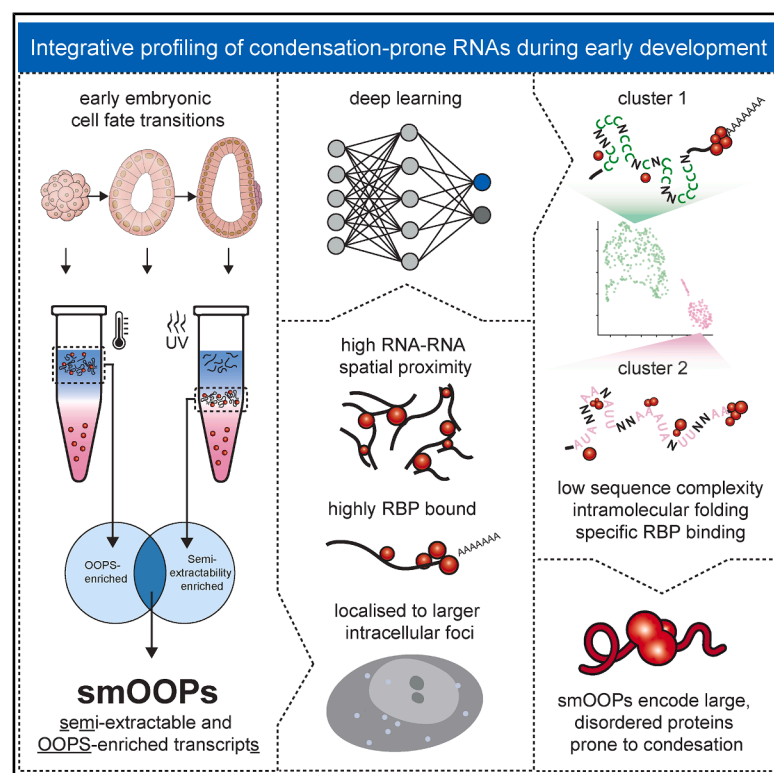 Integrative profiling of condensation-prone RNAs during early development
early embryonic
cell fate transitions
UV
OOPS-
enriched
Semi-
extractability
enriched
smOOPs
semi-extractable and
OOPS-enriched transcripts
deep learning
high RNA-RNA
spatial proximity
highly RBP bound
AAAAAAA
localised to larger
intracellular foci
cluster 1
CCCNCCCNNCCCNCNCCCNNCCCCN
AAAAAAA
cluster 2
AUANNNAAAUUNNNAAAUANUUNNNAA
low sequence complexity
intramolecular folding
specific RBP binding
smOOPs encode large,
disordered proteins
prone to condesation